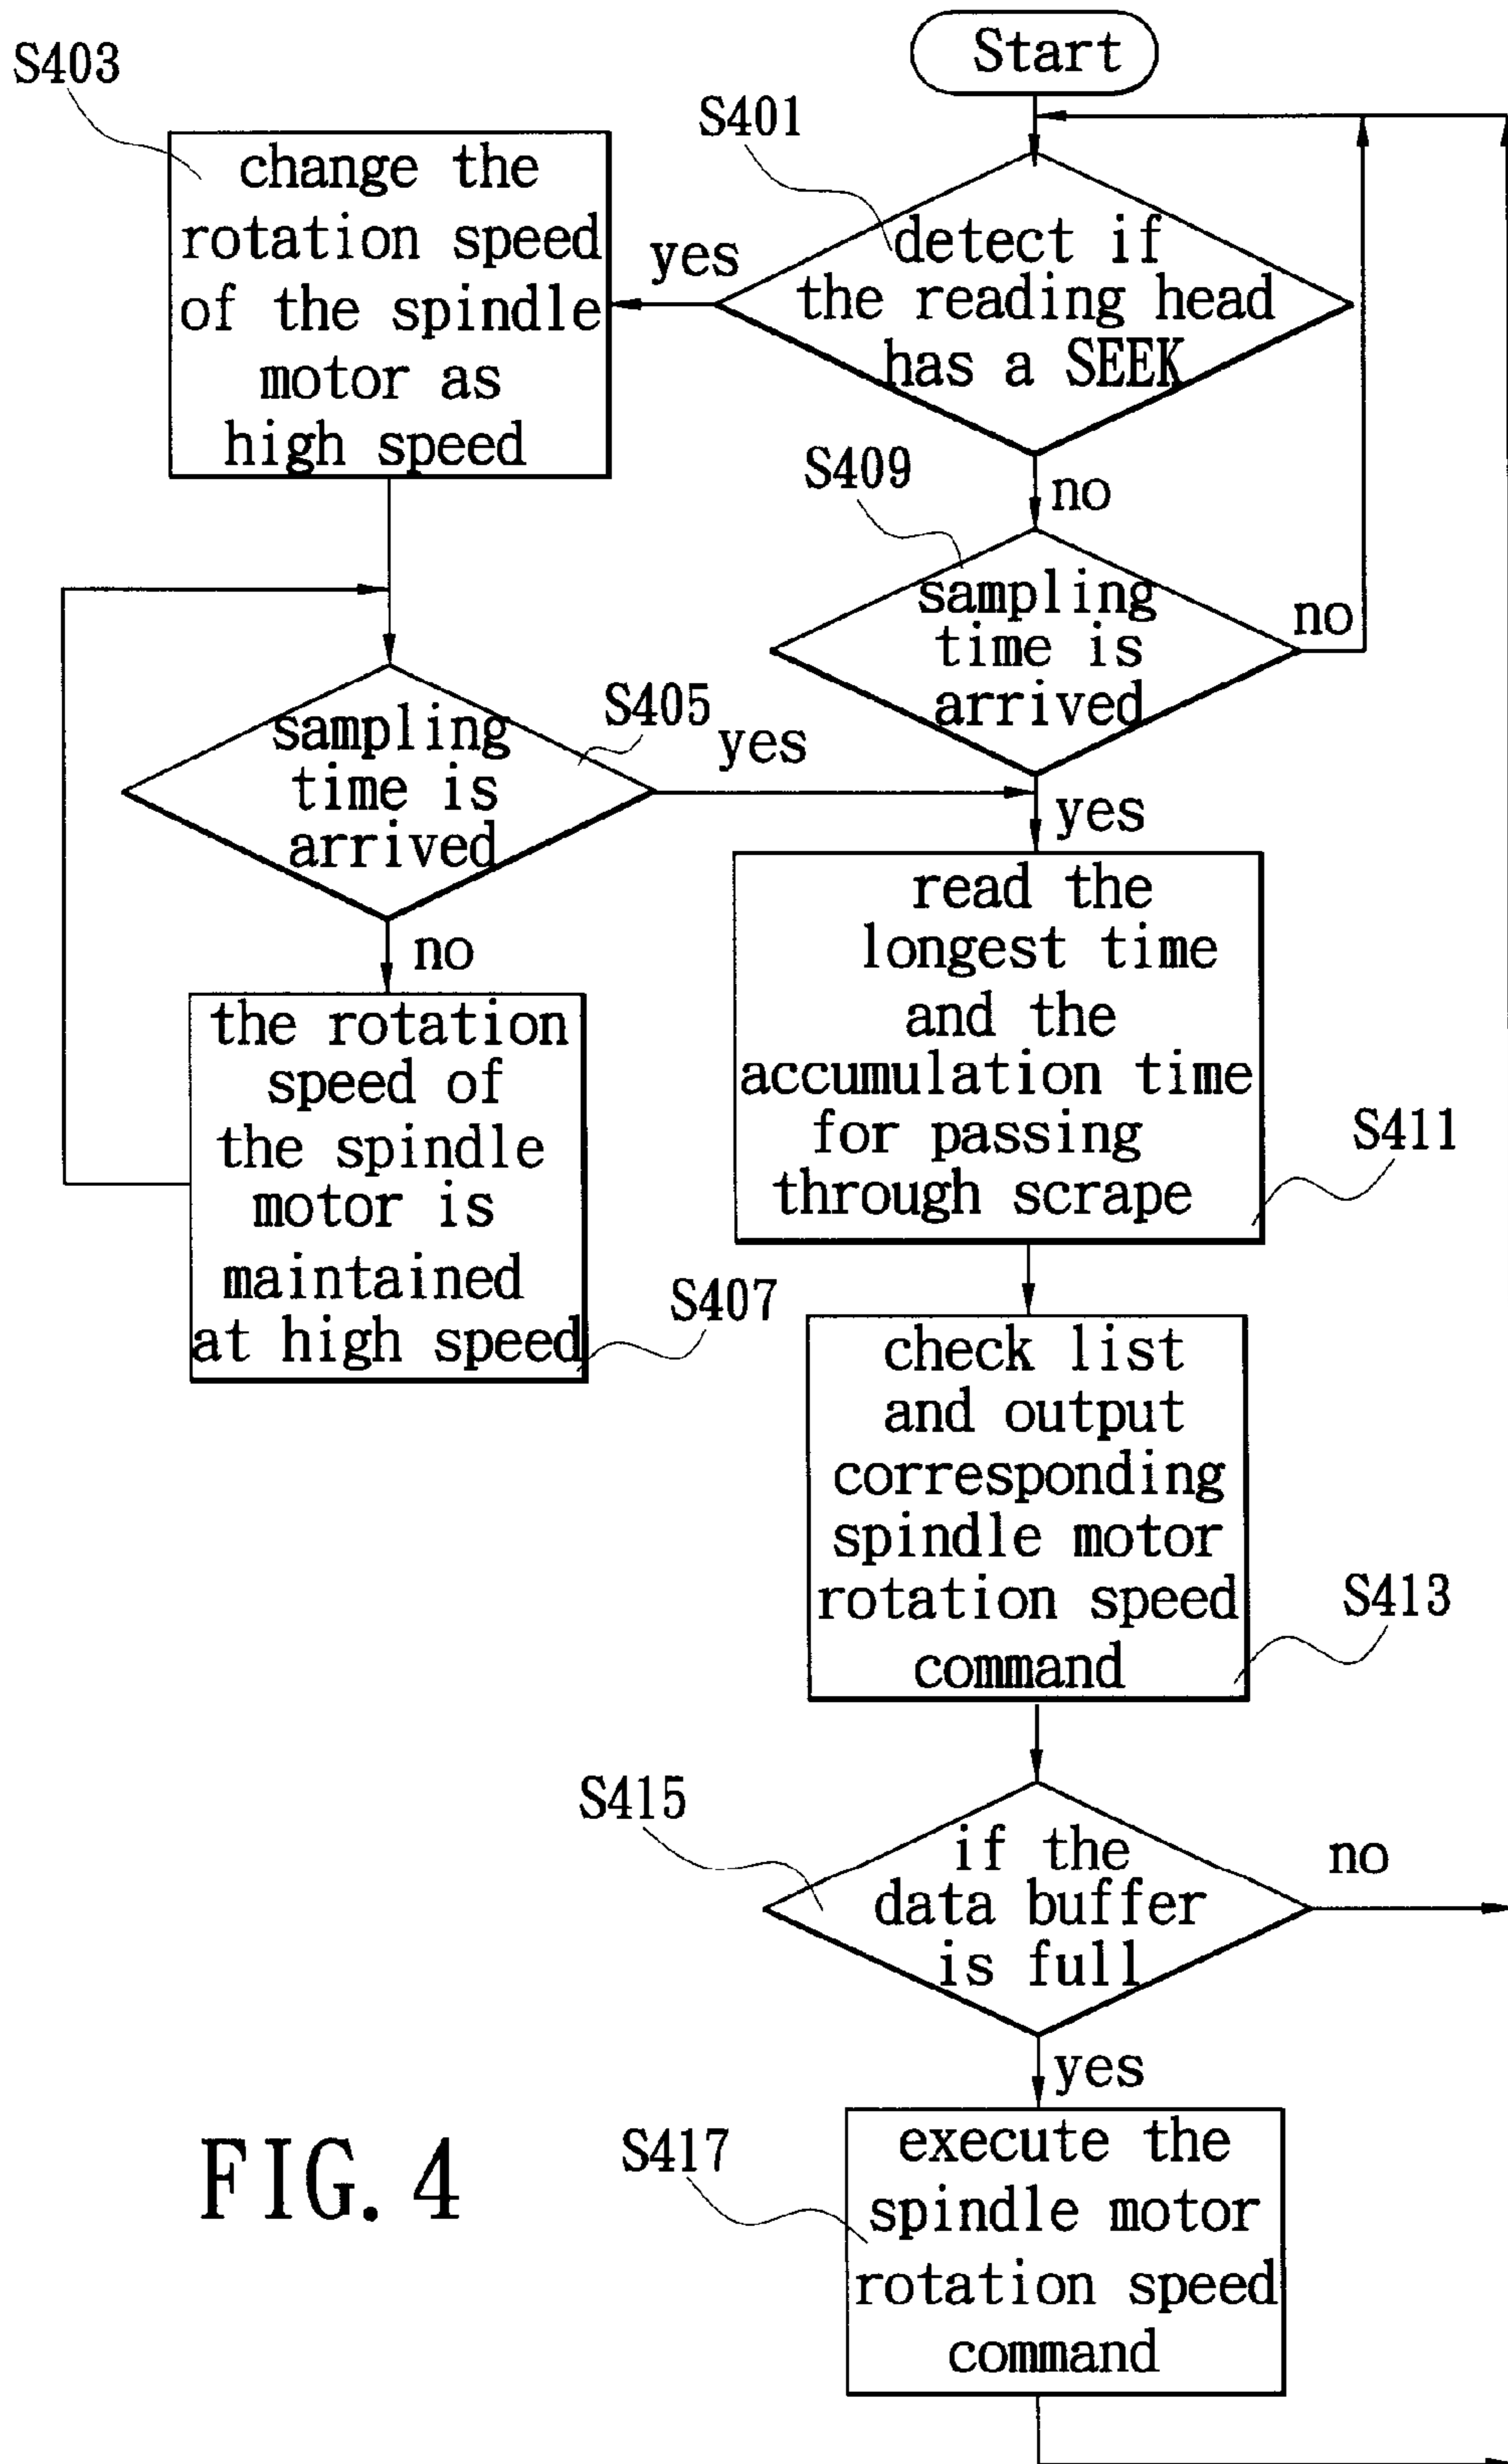 Start
S401
detect if
the reading head
has a SEEK
yes
no
S403
change the
rotation speed
of the spindle
motor as
high speed
S405
sampling
time is
arrived
yes
no
S407
the rotation
speed of
the spindle
motor is
maintained
at high speed
S409
sampling
time is
arrived
no
yes
S411
read the
longest time
and the
accumulation time
for passing
through scrape
S413
check list
and output
corresponding
spindle motor
rotation speed
command
S415
if the
data buffer
is full
no
yes
S417
execute the
spindle motor
rotation speed
command
FIG. 4